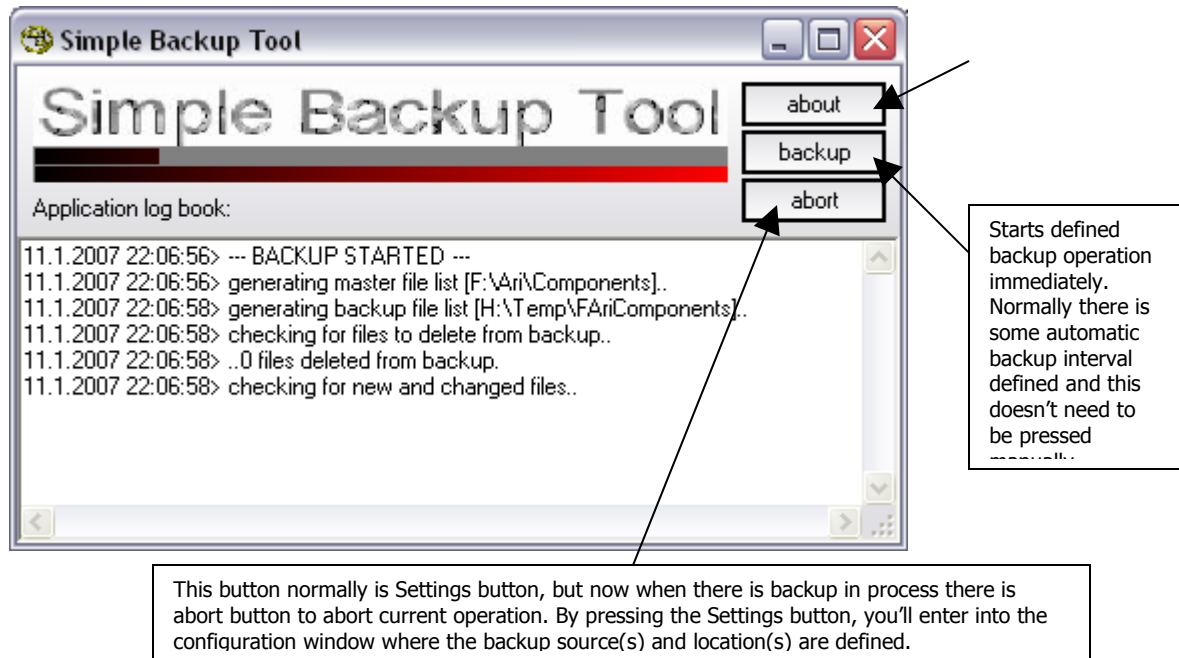 Simple Backup Tool
Simple Backup Tool
about
backup
abort
Application log book:
11.1.2007 22:06:56> --- BACKUP STARTED ---
11.1.2007 22:06:56> generating master file list [F:\Ari\Components]..
11.1.2007 22:06:58> generating backup file list [H:\Temp\FAriComponents]..
11.1.2007 22:06:58> checking for files to delete from backup..
11.1.2007 22:06:58> ..0 files deleted from backup.
11.1.2007 22:06:58> checking for new and changed files..
Starts defined
backup operation
immediately.
Normally there is
some automatic
backup interval
defined and this
doesn't need to
be pressed
manually
This button normally is Settings button, but now when there is backup in process there is
abort button to abort current operation. By pressing the Settings button, you'll enter into the
configuration window where the backup source(s) and location(s) are defined.